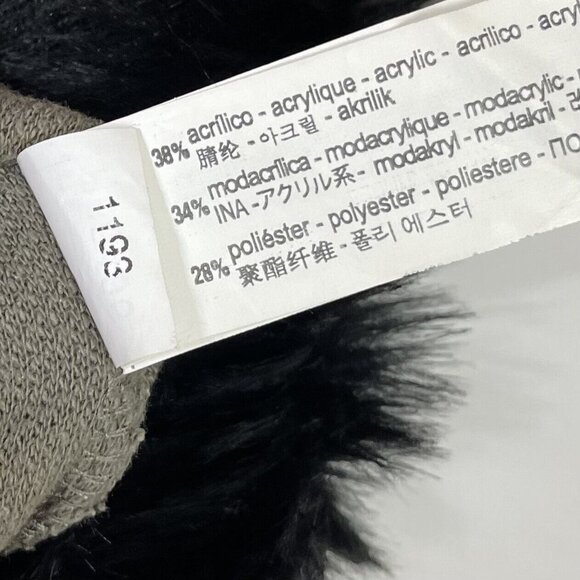 38% acrílico - acrylique - acrylic - acrilico - acry
腈纶 - 아크릴 - akrilik
34% modacrílica - modacrylique - modacrylic -
INA - アクリル系 - modakryl - modakril -
28% poliéster - polyester - poliestere - ПО
聚酯纤维 - 폴리 에스터
1193